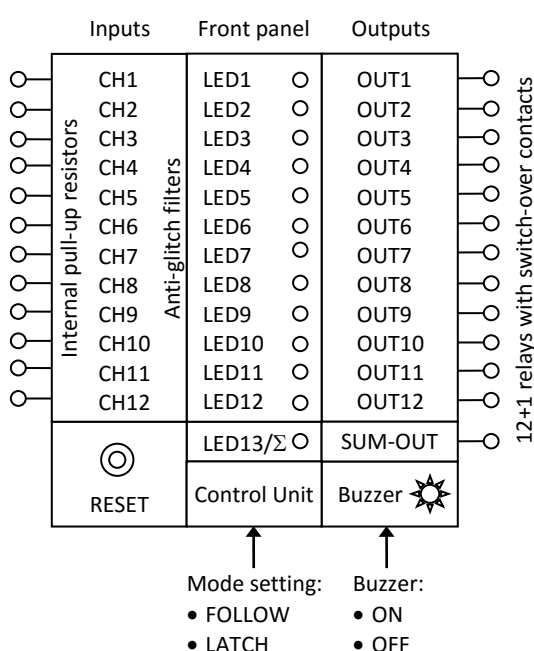 Inputs Front panel Outputs
CH1 LED1 OUT1
CH2 LED2 OUT2
CH3 LED3 OUT3
CH4 LED4 OUT4
CH5 LED5 OUT5
CH6 LED6 OUT6
CH7 LED7 OUT7
CH8 LED8 OUT8
CH9 LED9 OUT9
CH10 LED10 OUT10
CH11 LED11 OUT11
CH12 LED12 OUT12
Internal pull-up resistors
Anti-glitch filters
12+1 relays with switch-over contacts
LED13/Σ SUM-OUT
RESET Control Unit Buzzer
Mode setting: Buzzer:
• FOLLOW • ON
• LATCH • OFF